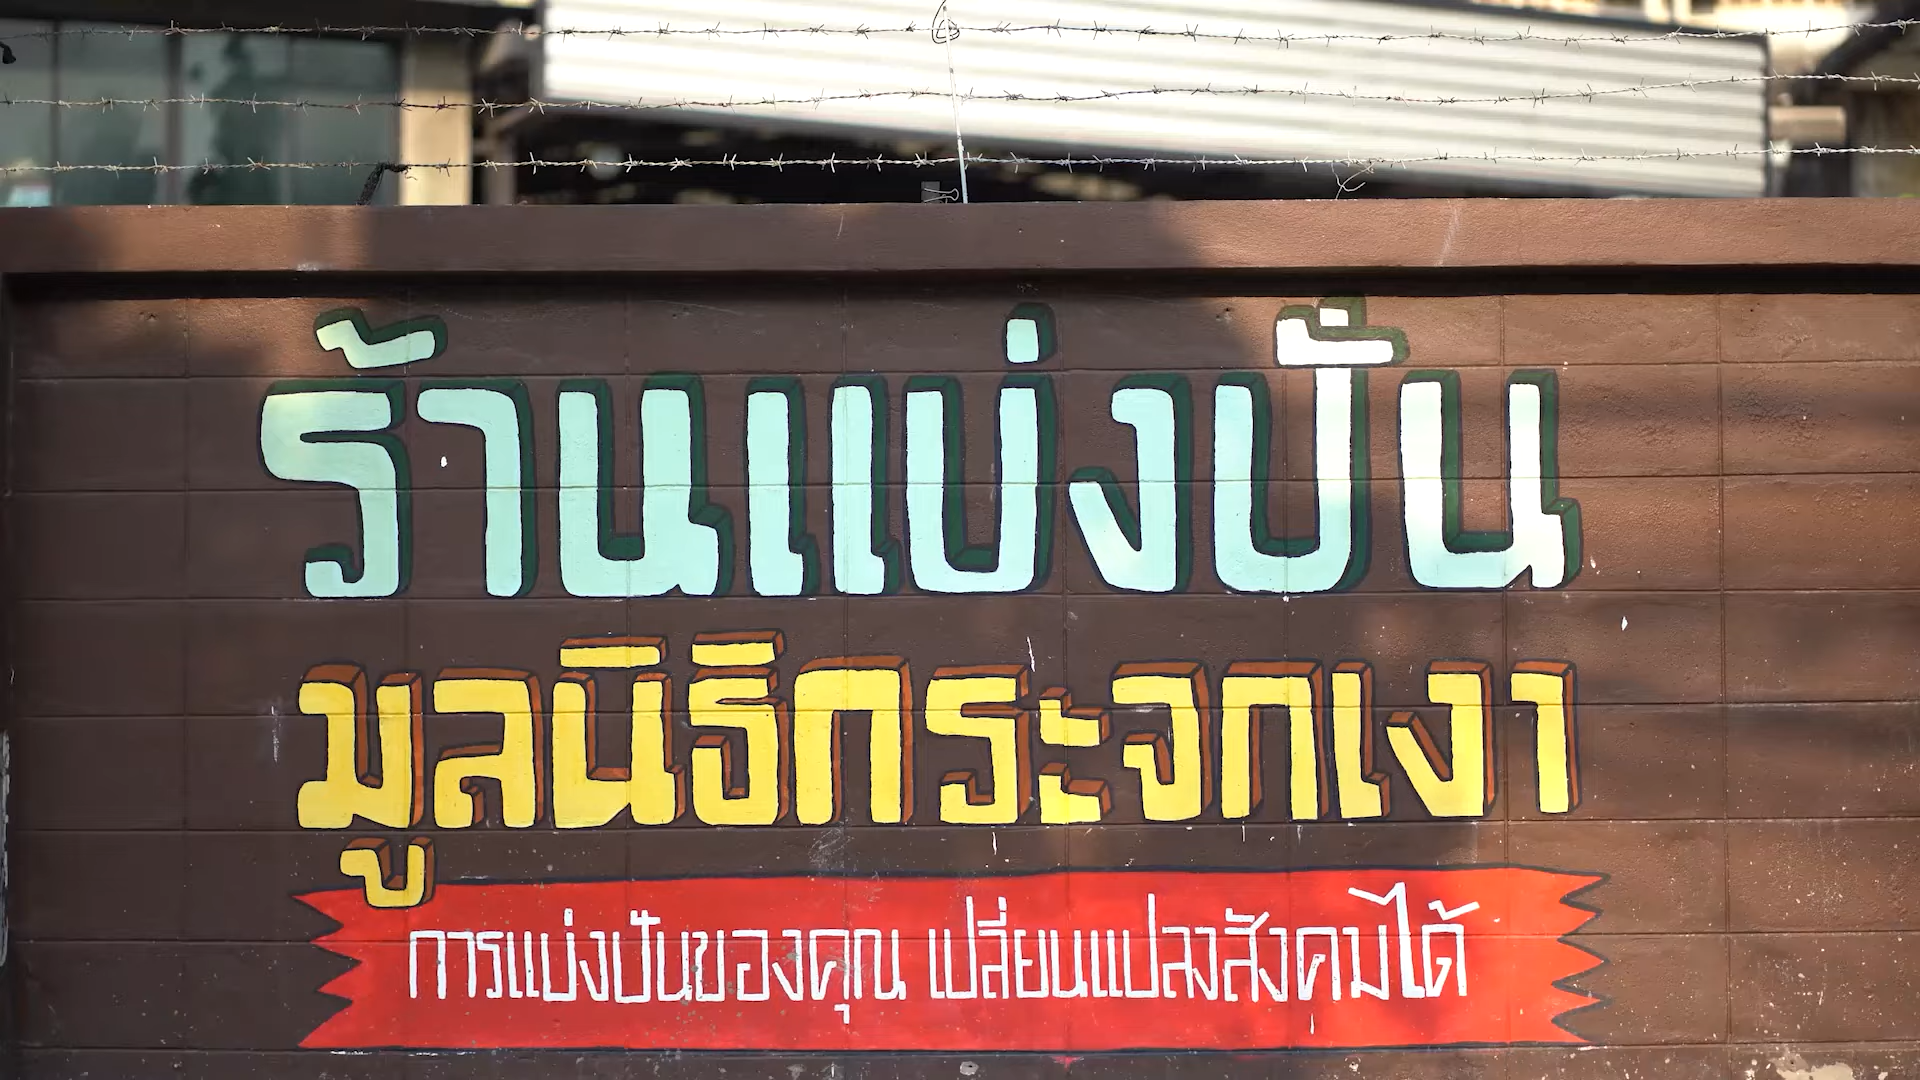 ร้านแบ่งปัน
มูลนิธิกระจกเงา
การแบ่งปันของคุณ เปลี่ยนแปลงสังคมได้